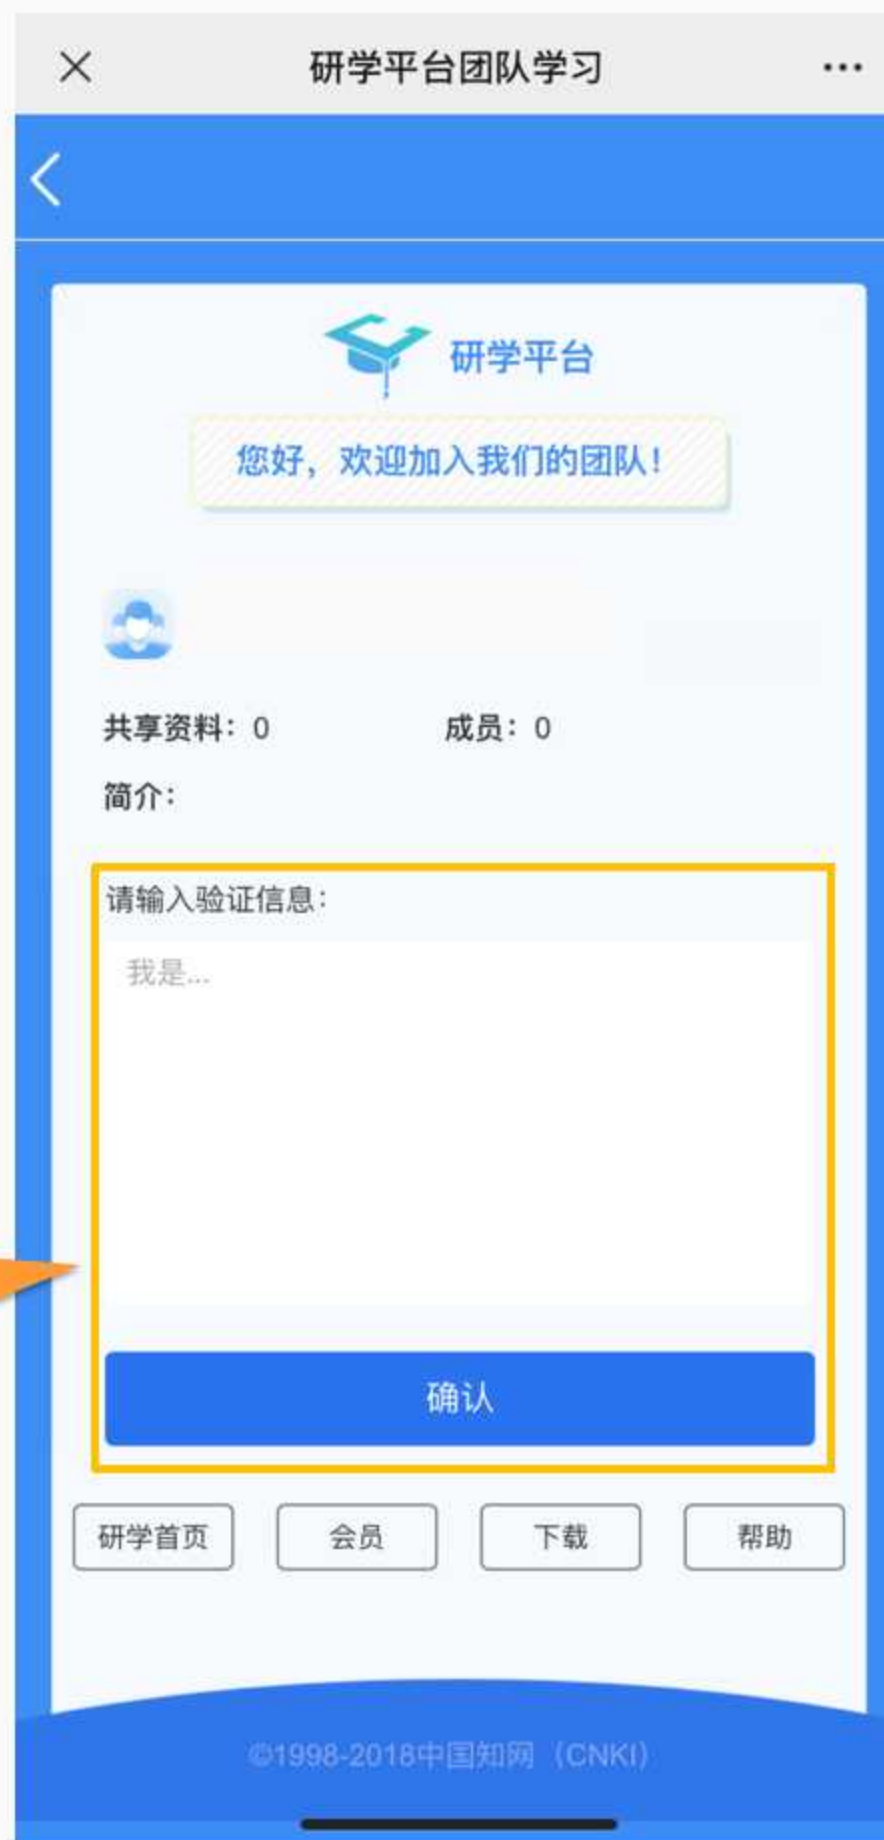 研学平台团队学习
研学平台
您好，欢迎加入我们的团队！
共享资料：0 成员：0
简介：
请输入验证信息：
我是...
确认
研学首页 会员 下载 帮助
©1998-2018中国知网（CNKI）